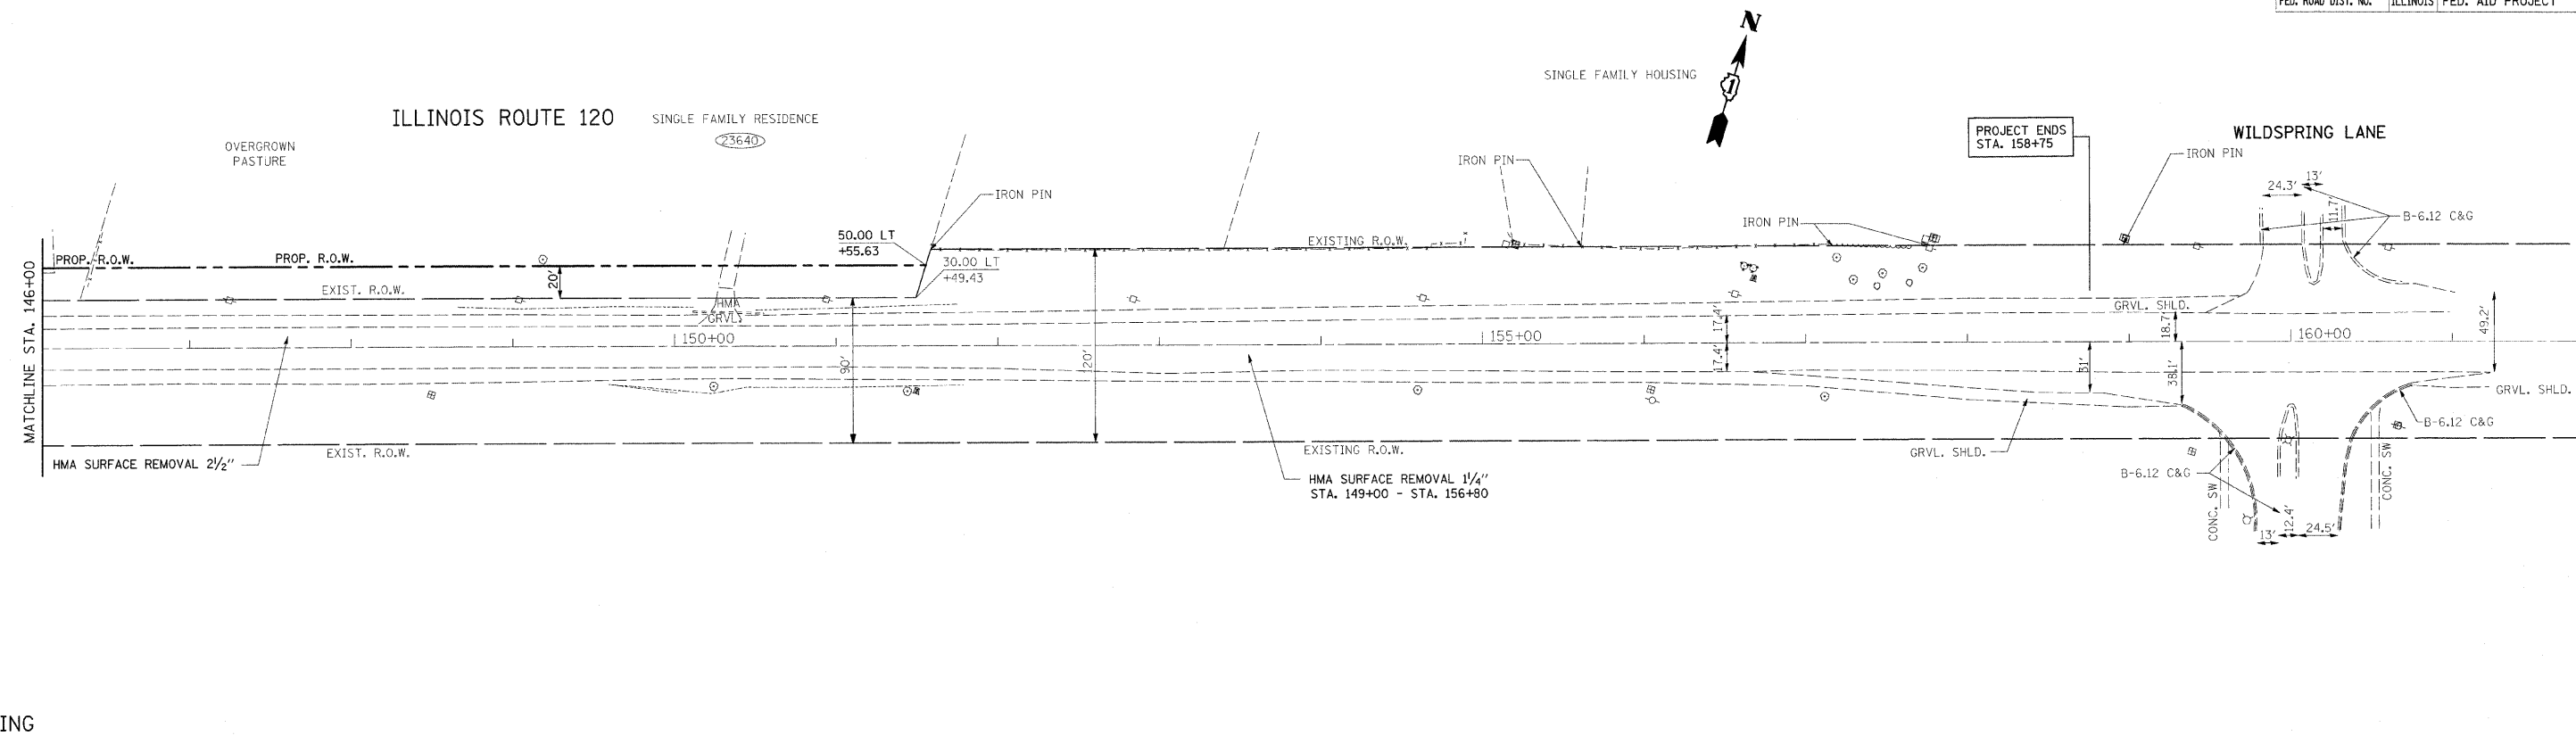 FED. ROAD DIST. NO. ILLINOIS FED. AID PROJECT
N
1
SINGLE FAMILY HOUSING
ILLINOIS ROUTE 120
SINGLE FAMILY RESIDENCE
23640
OVERGROWN
PASTURE
PROJECT ENDS
STA. 158+75
WILDSPRING LANE
IRON PIN
IRON PIN
IRON PIN
IRON PIN
13'
24.3'
11.7'
B-6.12 C&G
50.00 LT
+55.63
30.00 LT
+49.43
EXISTING R.O.W.
PROP. R.O.W.
PROP. R.O.W.
20'
EXIST. R.O.W.
HMA
GRVL
GRVL. SHLD.
MATCHLINE STA. 146+00
150+00
155+00
160+00
90'
120'
17.4'
17.4'
31'
18.7'
38.1'
49.2'
GRVL. SHLD.
B-6.12 C&G
EXIST. R.O.W.
EXISTING R.O.W.
GRVL. SHLD.
HMA SURFACE REMOVAL 2½"
HMA SURFACE REMOVAL 1¼"
STA. 149+00 - STA. 156+80
B-6.12 C&G
CONC. SW
CONC. SW
13'
12.4'
24.5'
ING